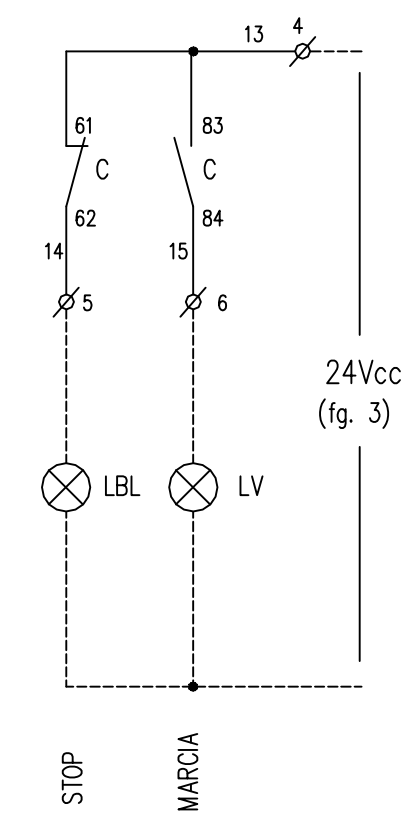 13 4
61 83
C C
62 84
14 15
5 6
24Vcc
(fg. 3)
LBL LV
STOP
MARCIA